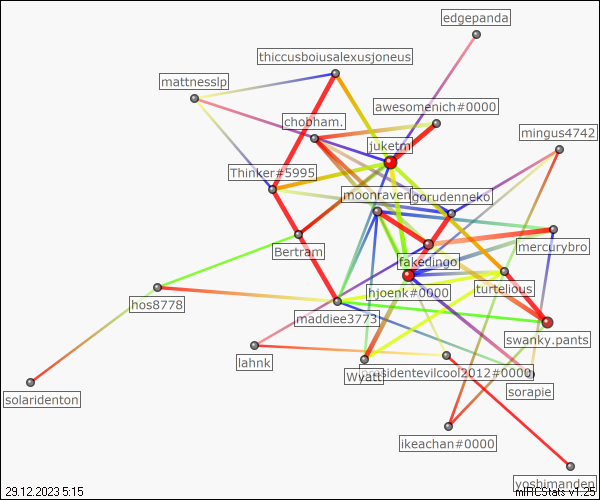 edgepanda
thiccusboiusalexusjoneus
mattnesslp
awesomenich#0000
chobham.
mingus4742
juketm
Thinker#5995
moonraven
gorudenneko
mercurybro
Bertram
fakedingo
hjoenk#0000
turtelious
hos8778
maddiee3773
swanky.pants
lahnk
Wyatt
presidentevilcool2012#0000
sorapie
solaridenton
ikeachan#0000
yoshimanden
29.12.2023 5:15
mIRCStats v1.25